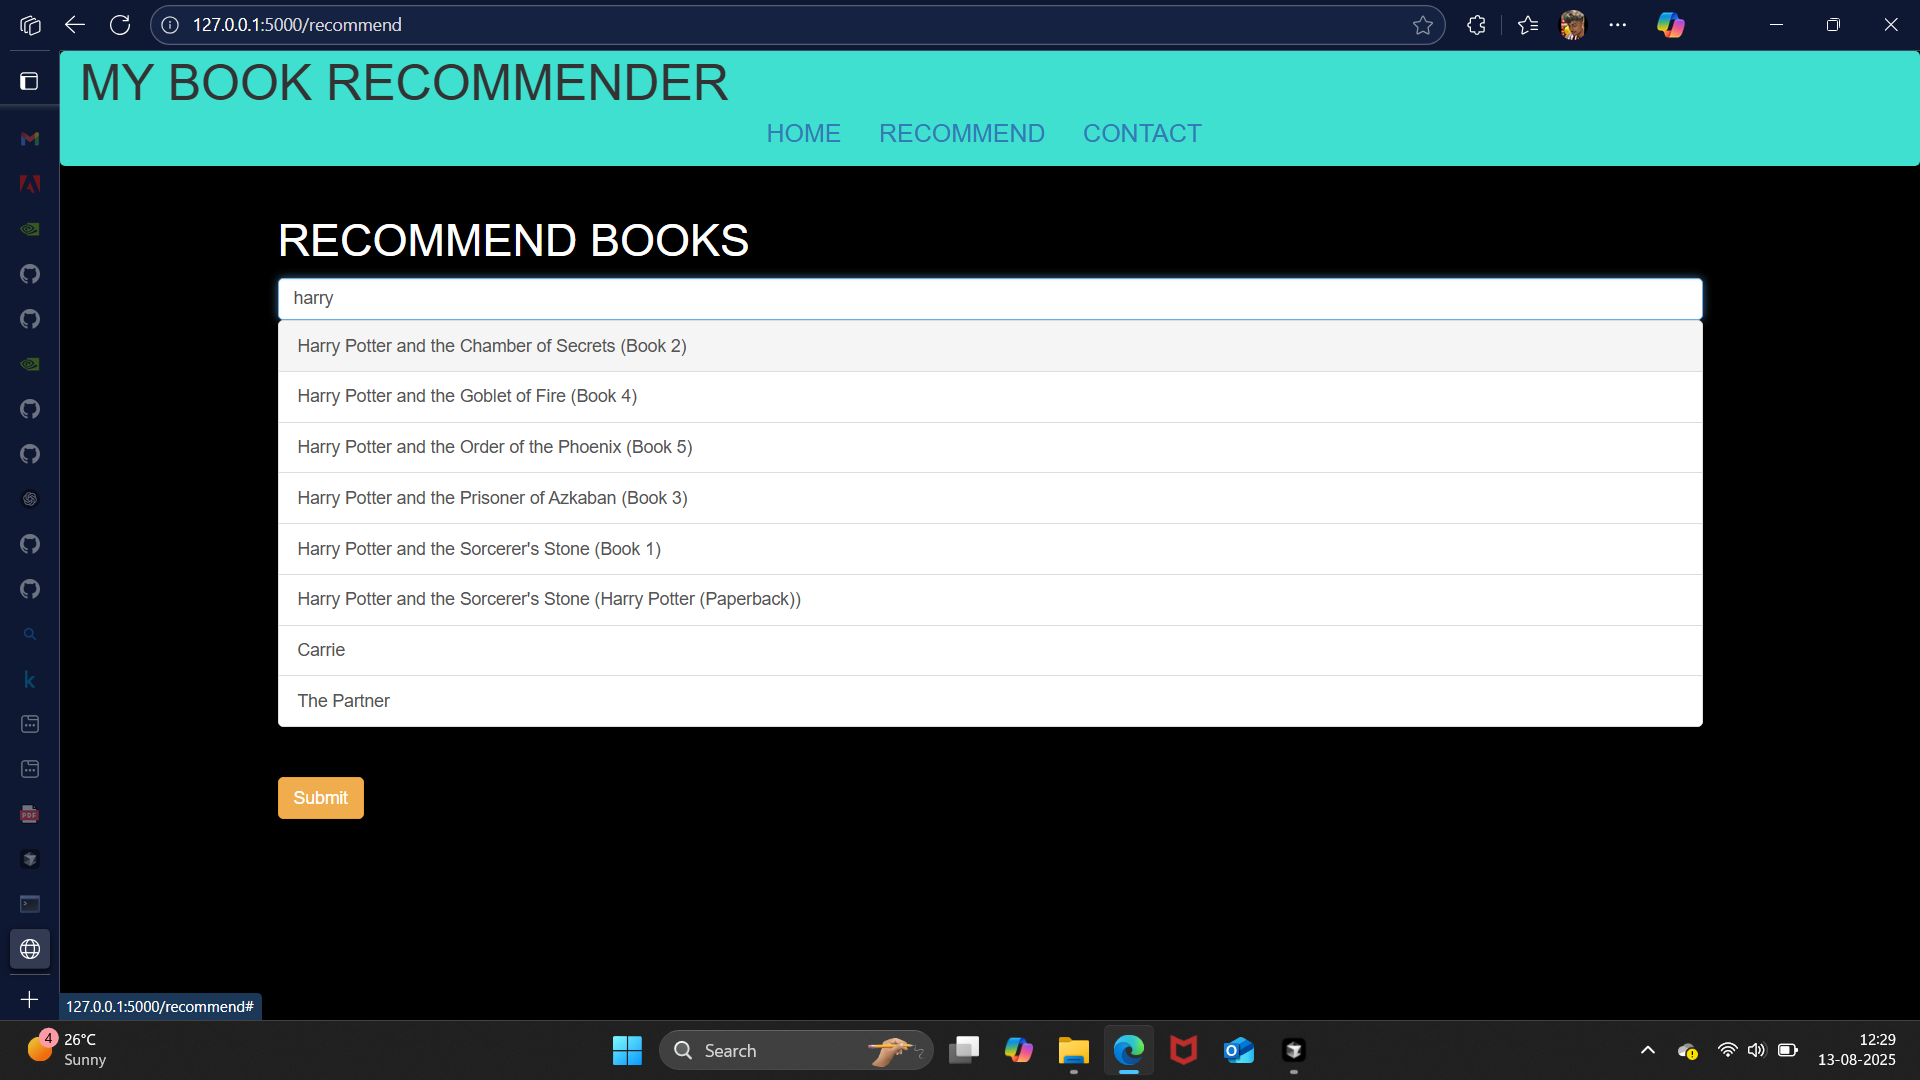 127.0.0.1:5000/recommend
MY BOOK RECOMMENDER
HOME RECOMMEND CONTACT
RECOMMEND BOOKS
harry
Harry Potter and the Chamber of Secrets (Book 2)
Harry Potter and the Goblet of Fire (Book 4)
Harry Potter and the Order of the Phoenix (Book 5)
Harry Potter and the Prisoner of Azkaban (Book 3)
Harry Potter and the Sorcerer's Stone (Book 1)
Harry Potter and the Sorcerer's Stone (Harry Potter (Paperback))
Carrie
The Partner
Submit
k
PDF
127.0.0.1:5000/recommend#
4
26°C
Sunny
Search
12:29
13-08-2025